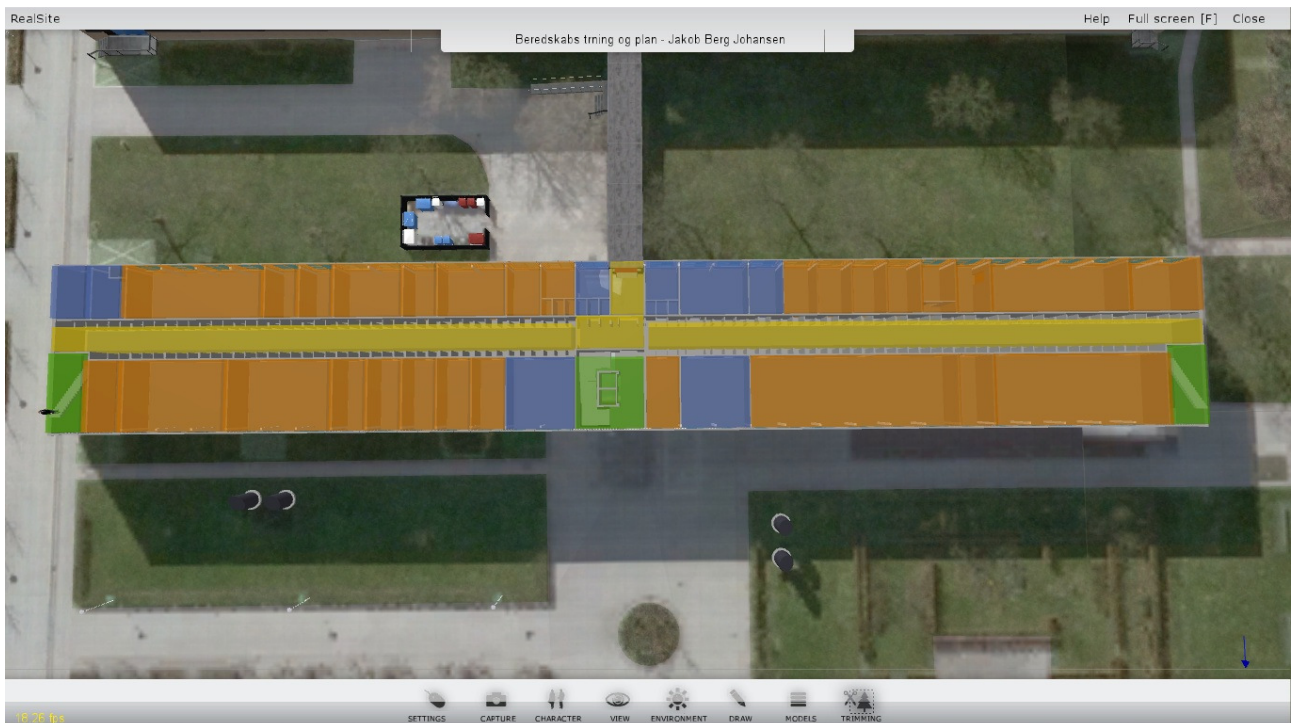 RealSite
Help Full screen [F] Close
Beredskabs trning og plan - Jakob Berg Johansen
18.26 fps
SETTINGS CAPTURE CHARACTER VIEW ENVIRONMENT DRAW MODELS TRIMMING